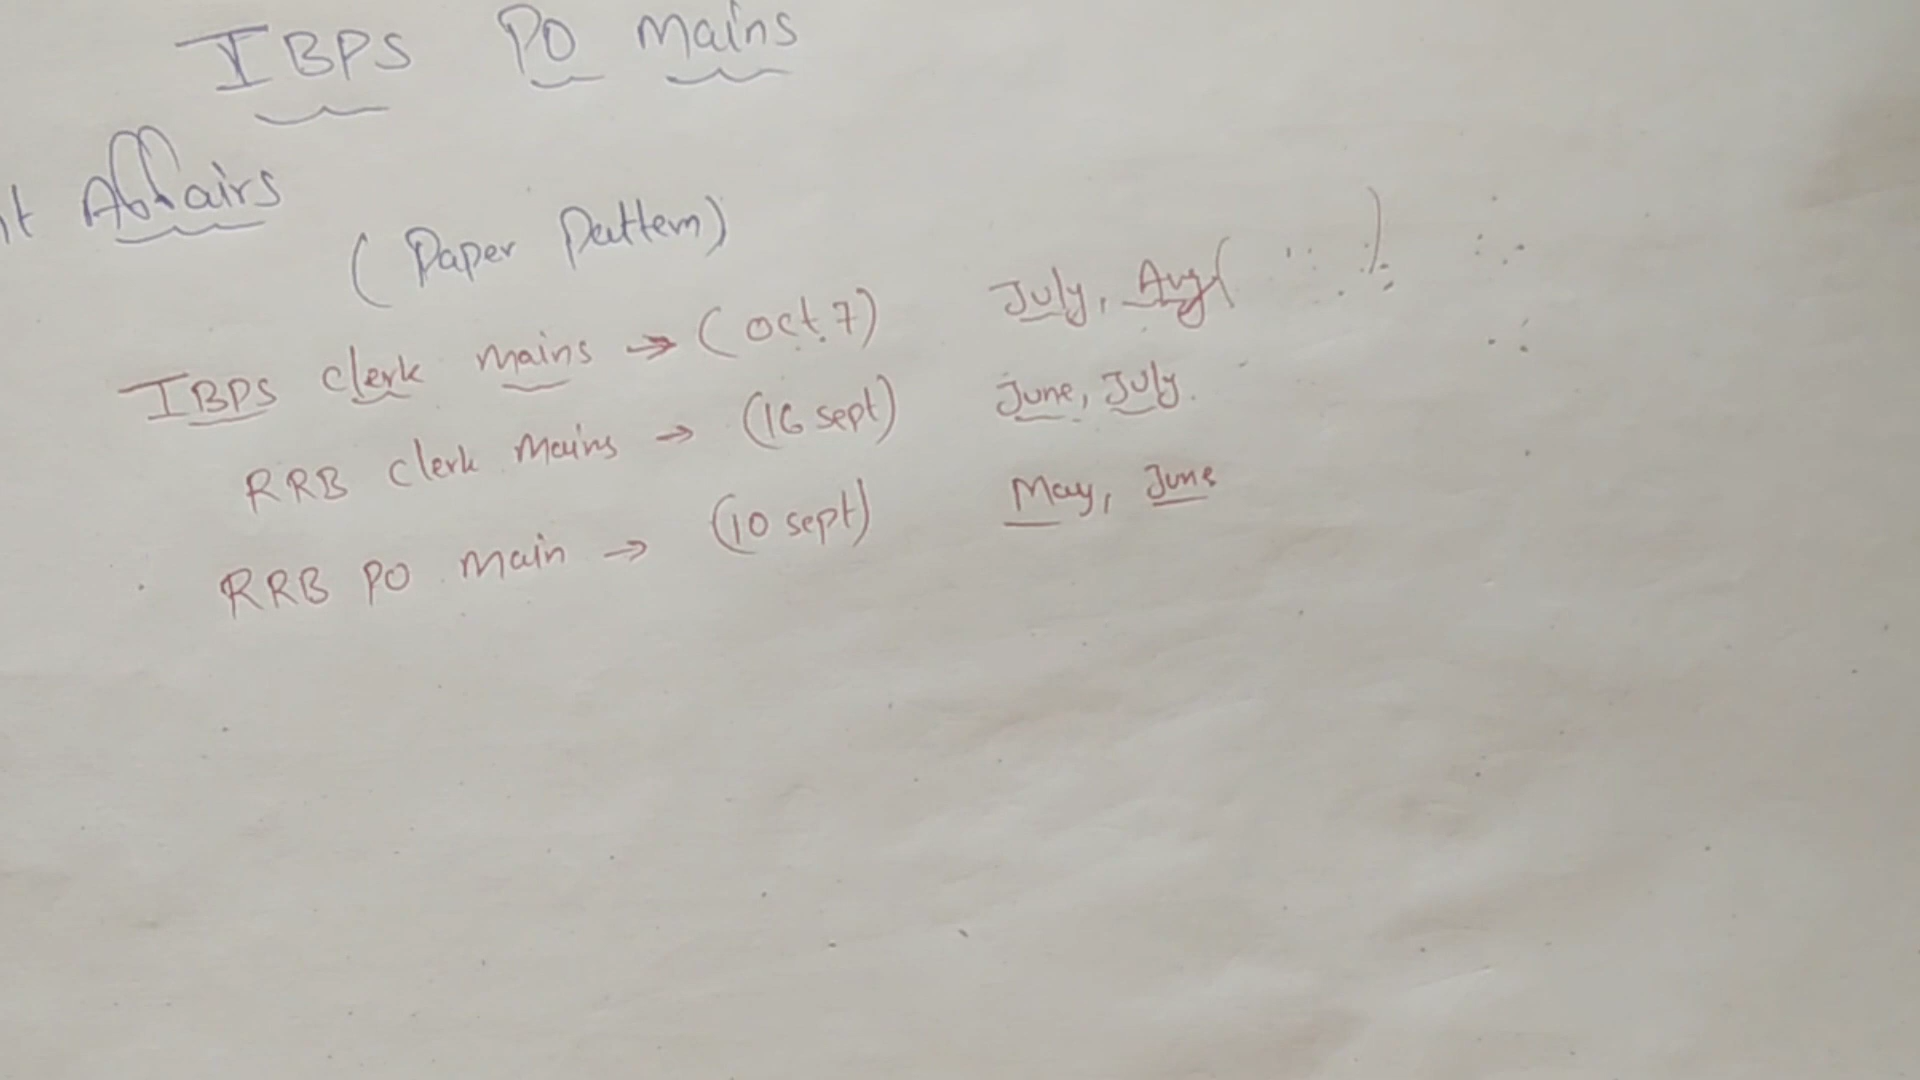 IBPS PO Mains
Affairs
(Paper Pattern)
IBPS clerk mains → (oct 7) July, Aug( .. )
RRB clerk Mains → (16 sept) June, July.
RRB PO main → (10 sept) May, June